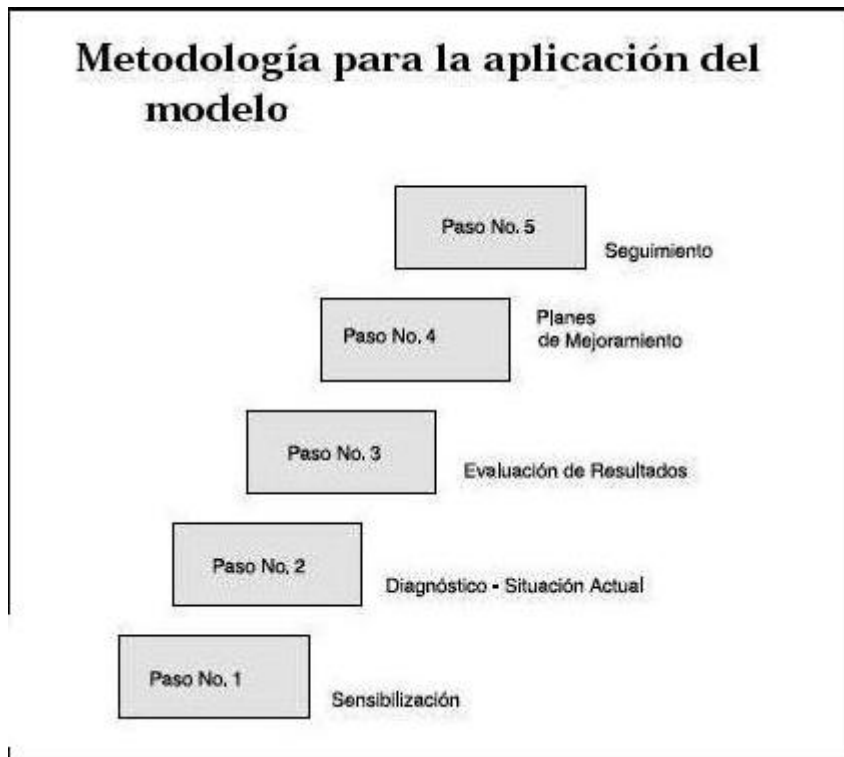 Metodología para la aplicación del
modelo
Paso No. 5
Seguimiento
Paso No. 4
Planes
de Mejoramiento
Paso No. 3
Evaluación de Resultados
Paso No. 2
Diagnóstico - Situación Actual
Paso No. 1
Sensibilización